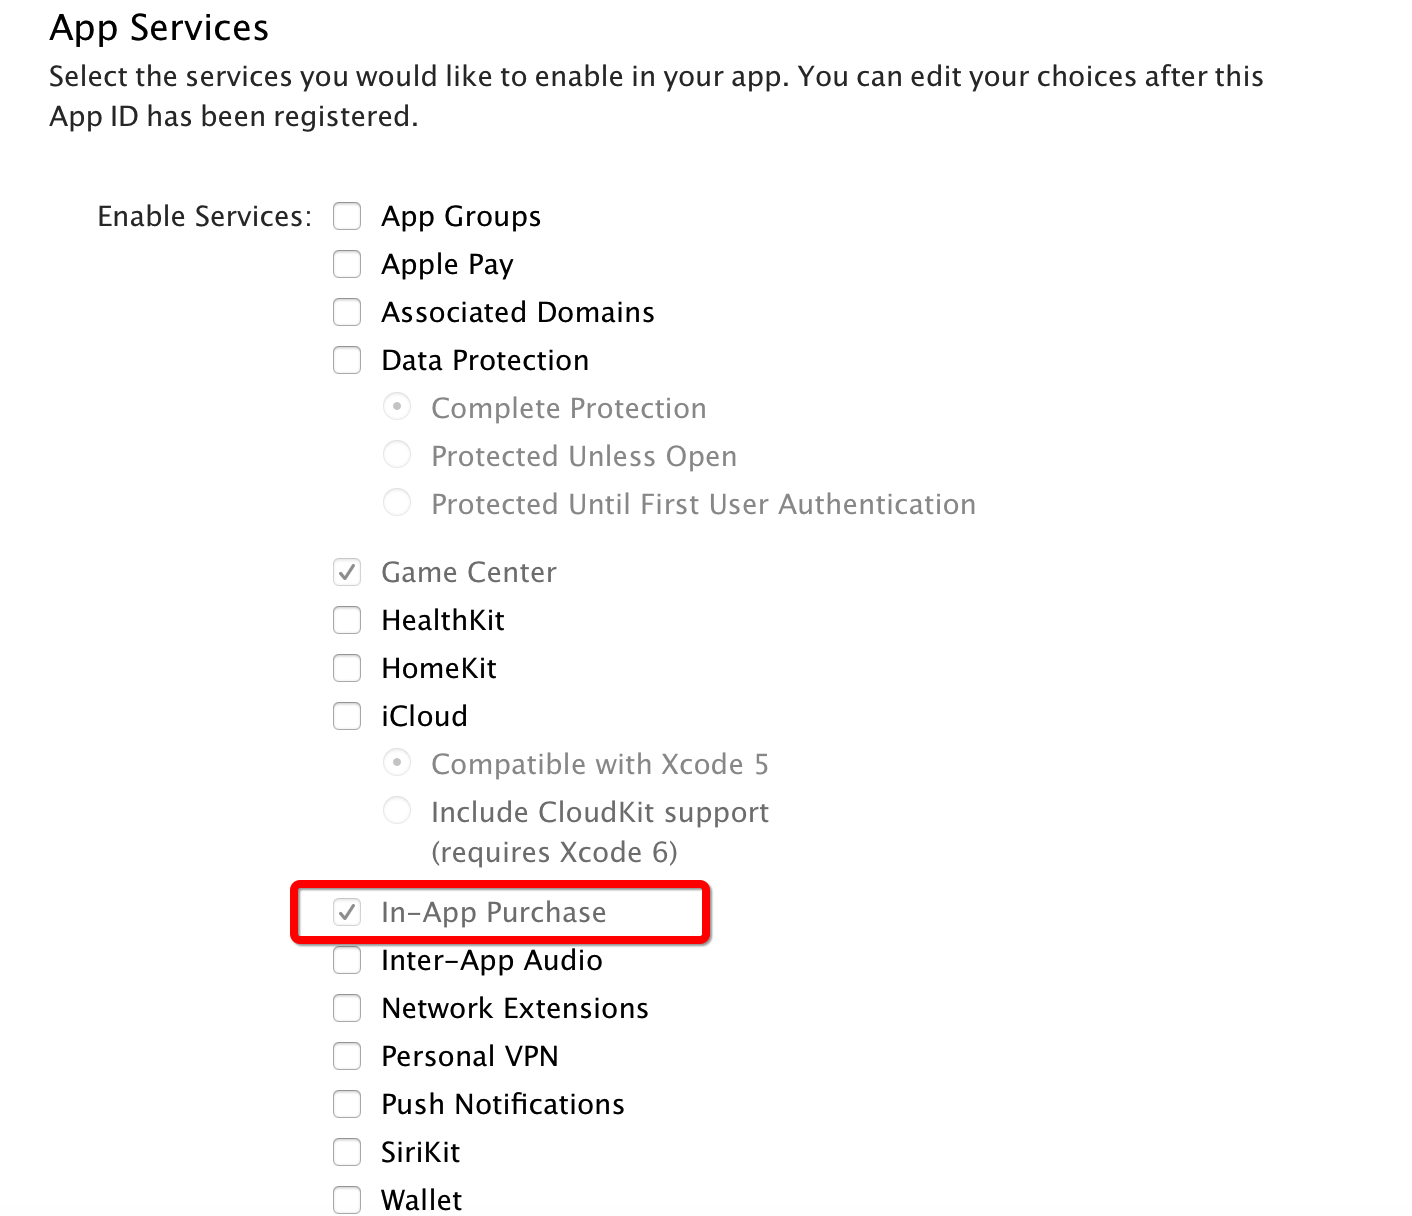 App Services
Select the services you would like to enable in your app. You can edit your choices after this
App ID has been registered.
Enable Services: App Groups
Apple Pay
Associated Domains
Data Protection
Complete Protection
Protected Unless Open
Protected Until First User Authentication
Game Center
HealthKit
HomeKit
iCloud
Compatible with Xcode 5
Include CloudKit support
(requires Xcode 6)
In-App Purchase
Inter-App Audio
Network Extensions
Personal VPN
Push Notifications
SiriKit
Wallet